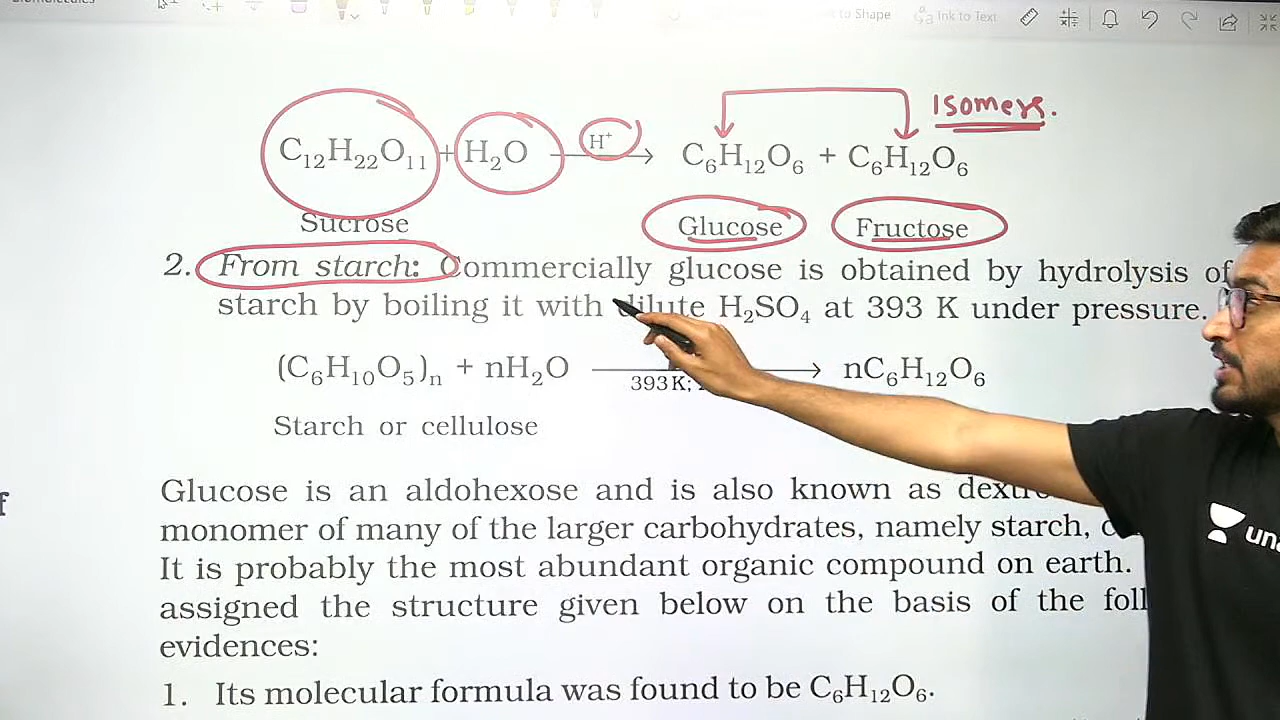 to Shape
Ink to Text
Isomers.
C₁₂H₂₂O₁₁ + H₂O H⁺ → C₆H₁₂O₆ + C₆H₁₂O₆
Sucrose Glucose Fructose
2. From starch: Commercially glucose is obtained by hydrolysis of
starch by boiling it with dilute H₂SO₄ at 393 K under pressure.
(C₆H₁₀O₅)ₙ + nH₂O → nC₆H₁₂O₆
393 K;
Starch or cellulose
Glucose is an aldohexose and is also known as
monomer of many of the larger carbohydrates, namely starch,
It is probably the most abundant organic compound on earth.
assigned the structure given below on the basis of the
evidences:
1. Its molecular formula was found to be C₆H₁₂O₆.